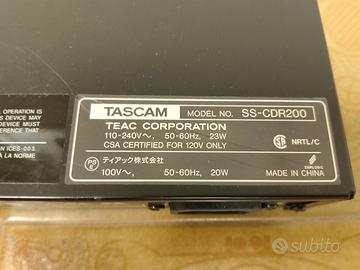 OPERATION IS
DEVICE MAY
DEVICE MUST
ERENCE THAT
ION ICES-003.
À LA NORME
TASCAM MODEL NO. SS-CDR200
TEAC CORPORATION
110-240V~, 50-60Hz, 23W
CSA CERTIFIED FOR 120V ONLY
NRTL/C
PSE
ティアック株式会社
100V~, 50-60Hz, 20W
MADE IN CHINA
subito